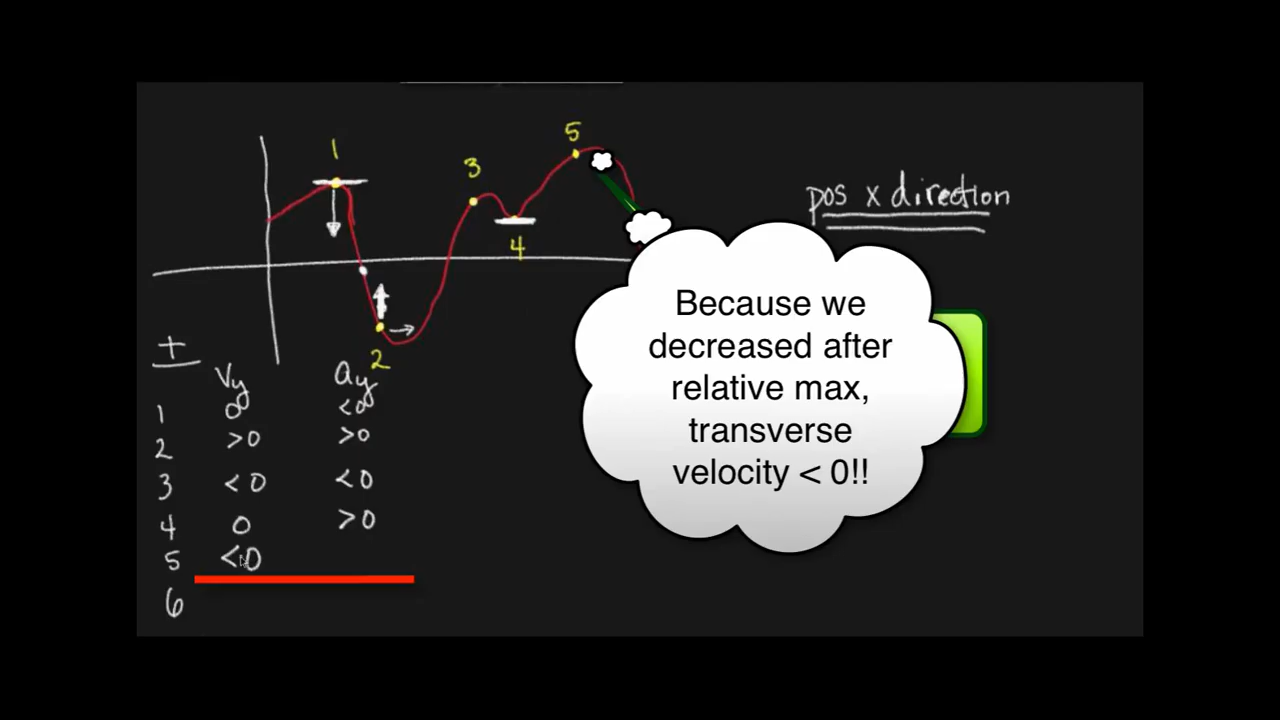 1
3
5
4
2
pos x direction
+
Vy ay
1 0 <0
2 >0 >0
3 <0 <0
4 0 >0
5 <0
6
Because we
decreased after
relative max,
transverse
velocity < 0!!